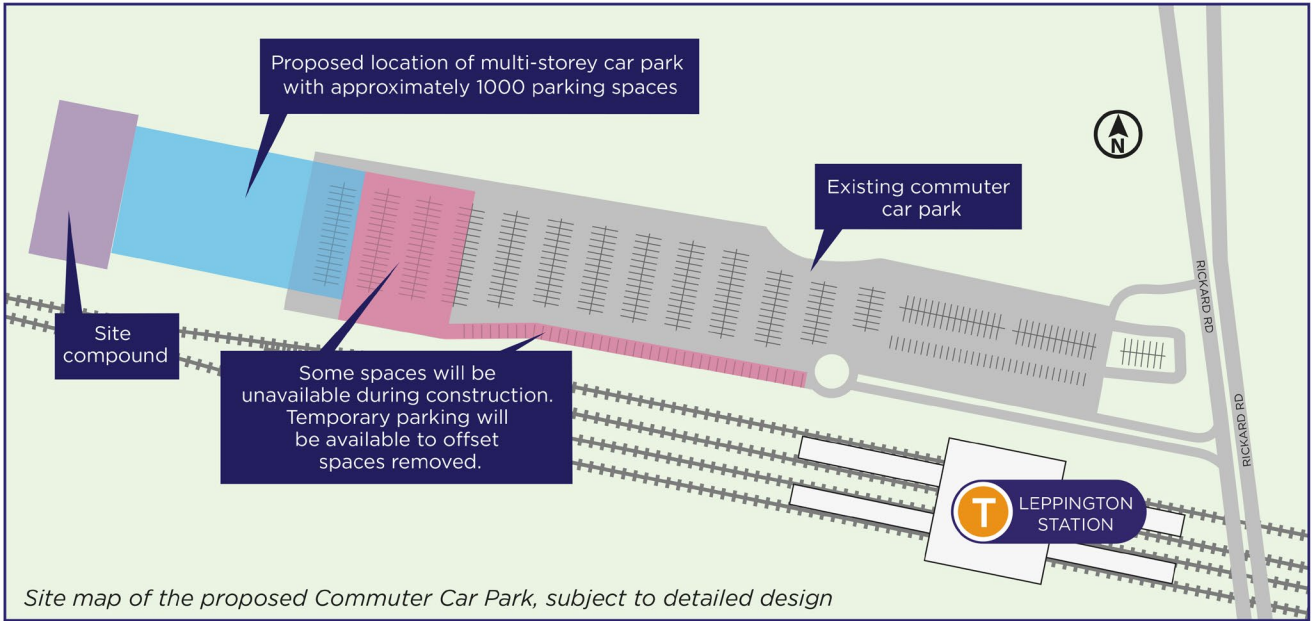 Proposed location of multi-storey car park
with approximately 1000 parking spaces
N
Existing commuter
car park
RICKARD RD
RICKARD RD
Site
compound
Some spaces will be
unavailable during construction.
Temporary parking will
be available to offset
spaces removed.
T
LEPPINGTON
STATION
Site map of the proposed Commuter Car Park, subject to detailed design